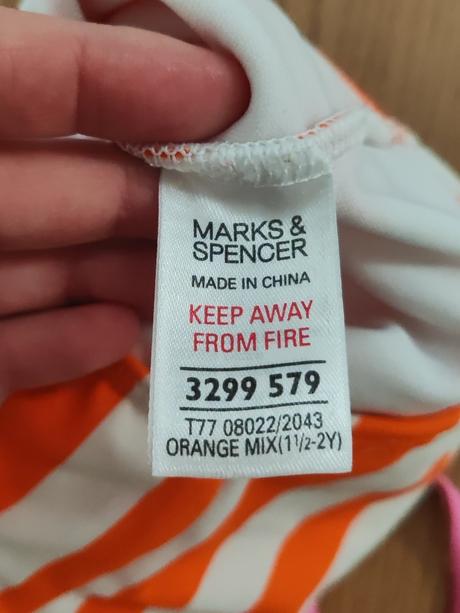 MARKS &
SPENCER
MADE IN CHINA
KEEP AWAY
FROM FIRE
3299 579
T77 08022/2043
ORANGE MIX(1½-2Y)